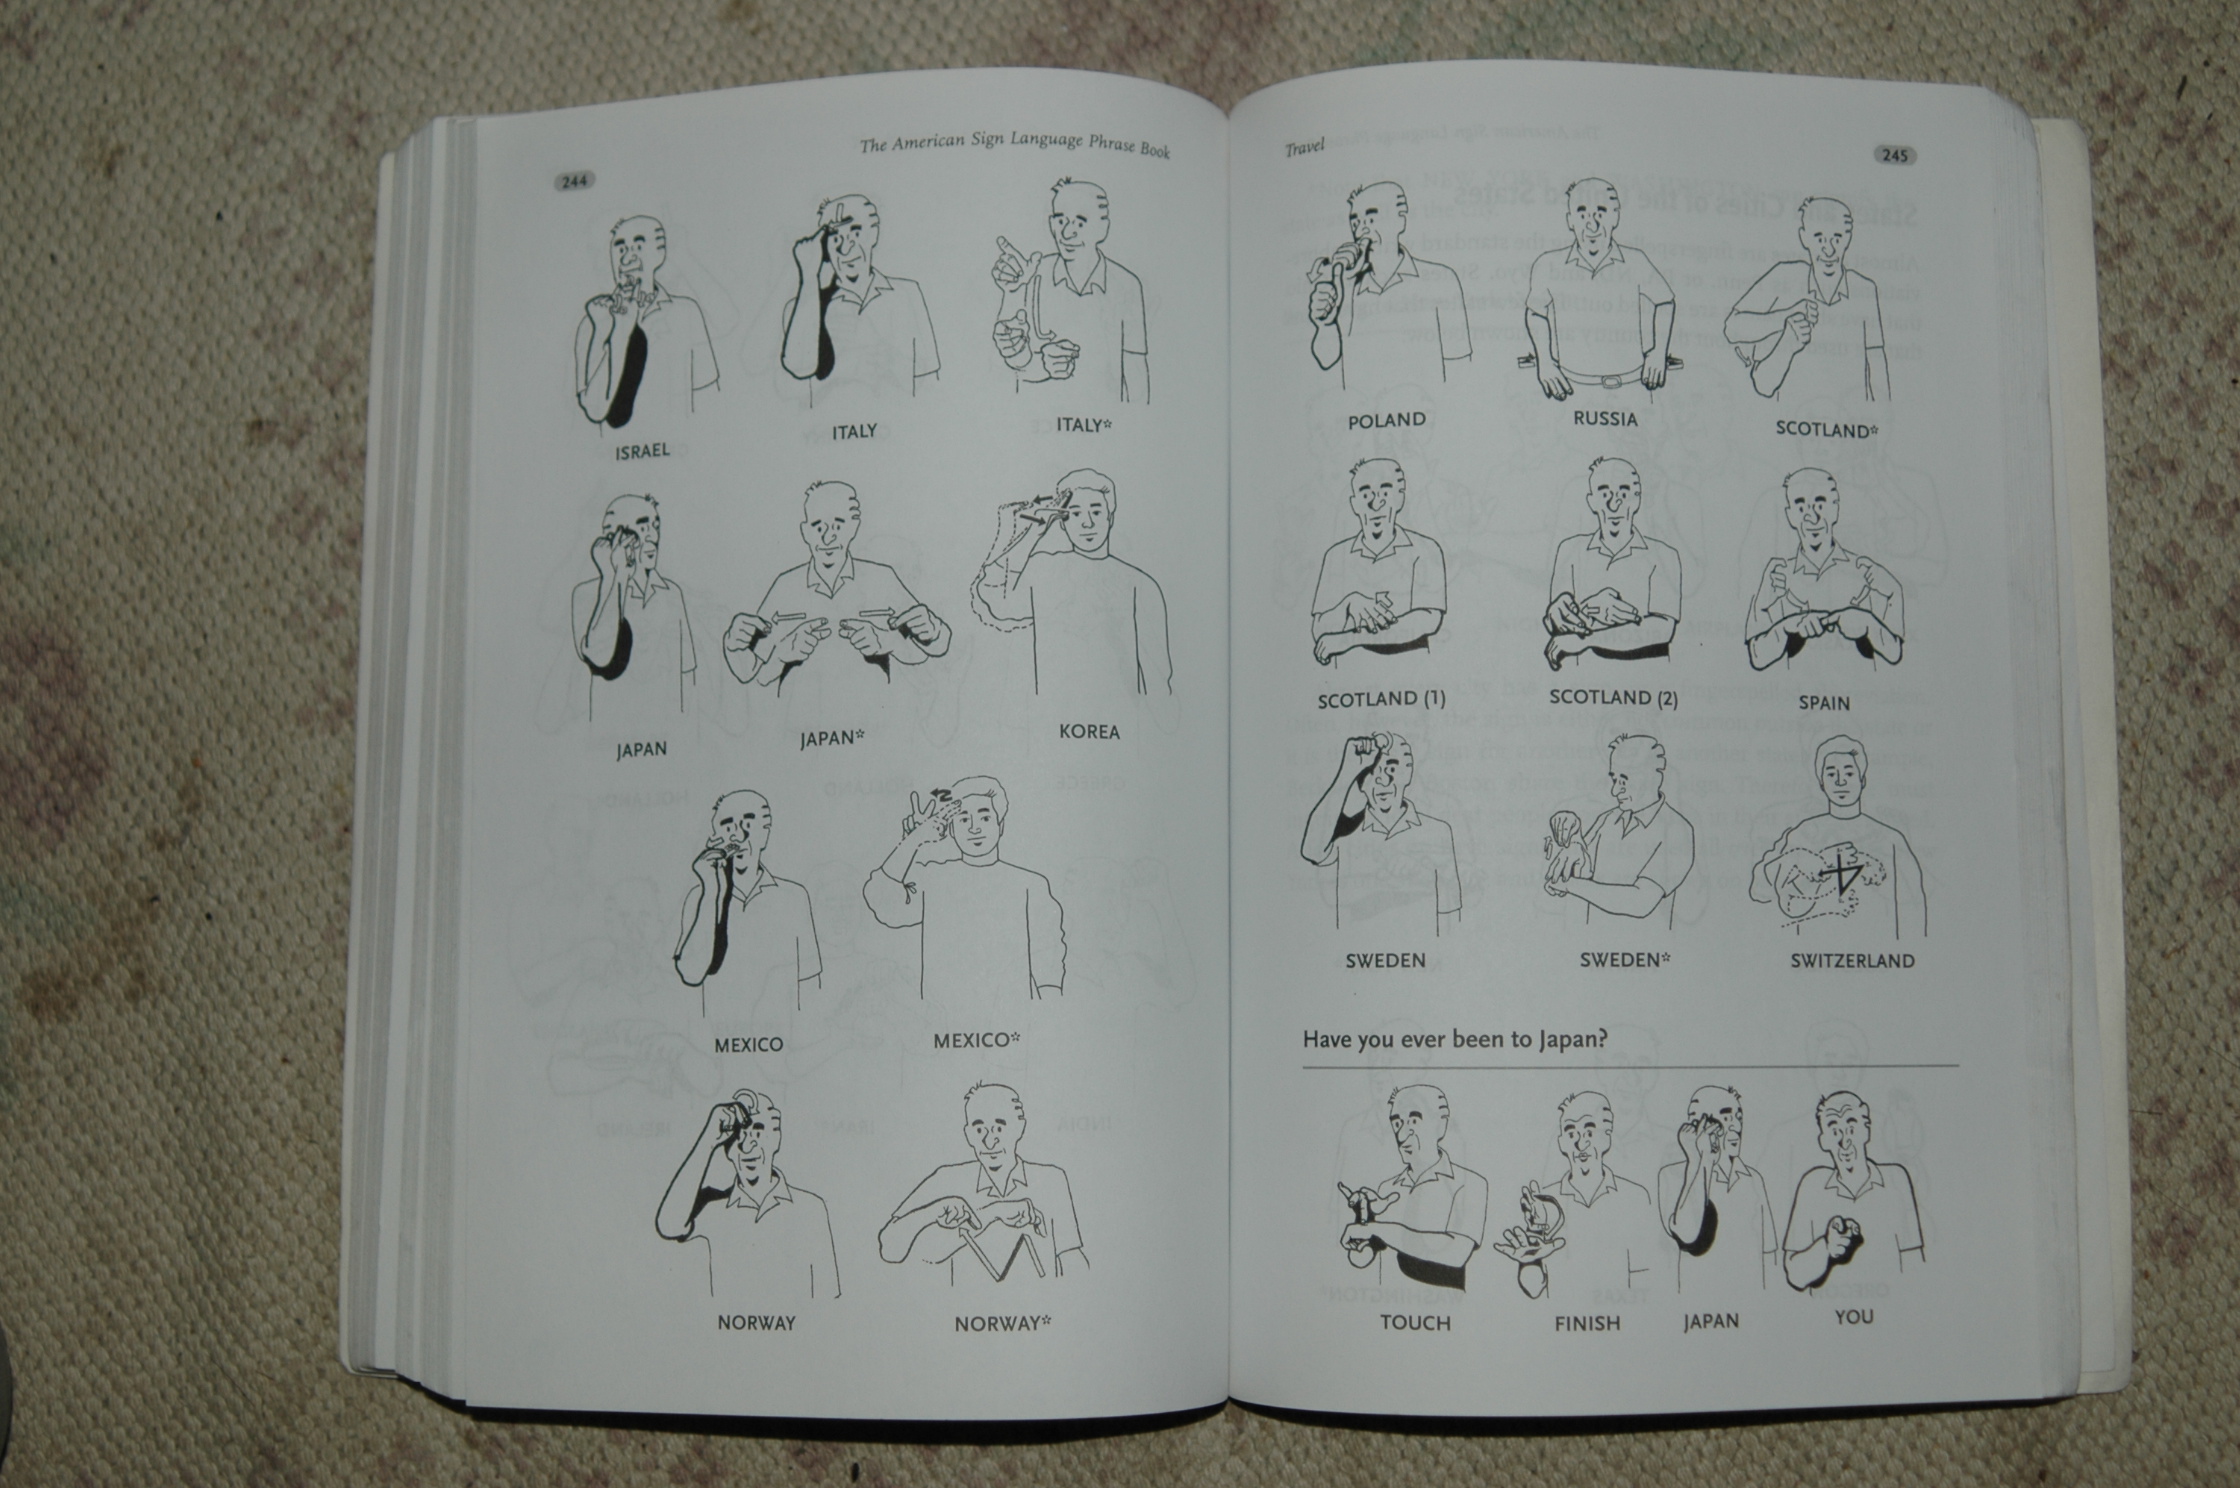 244
The American Sign Language Phrase Book
ISRAEL
ITALY
ITALY*
JAPAN
JAPAN*
KOREA
MEXICO
MEXICO*
NORWAY
NORWAY*
Travel
245
POLAND
RUSSIA
SCOTLAND*
SCOTLAND (1)
SCOTLAND (2)
SPAIN
SWEDEN
SWEDEN*
SWITZERLAND
Have you ever been to Japan?
TOUCH
FINISH
JAPAN
YOU